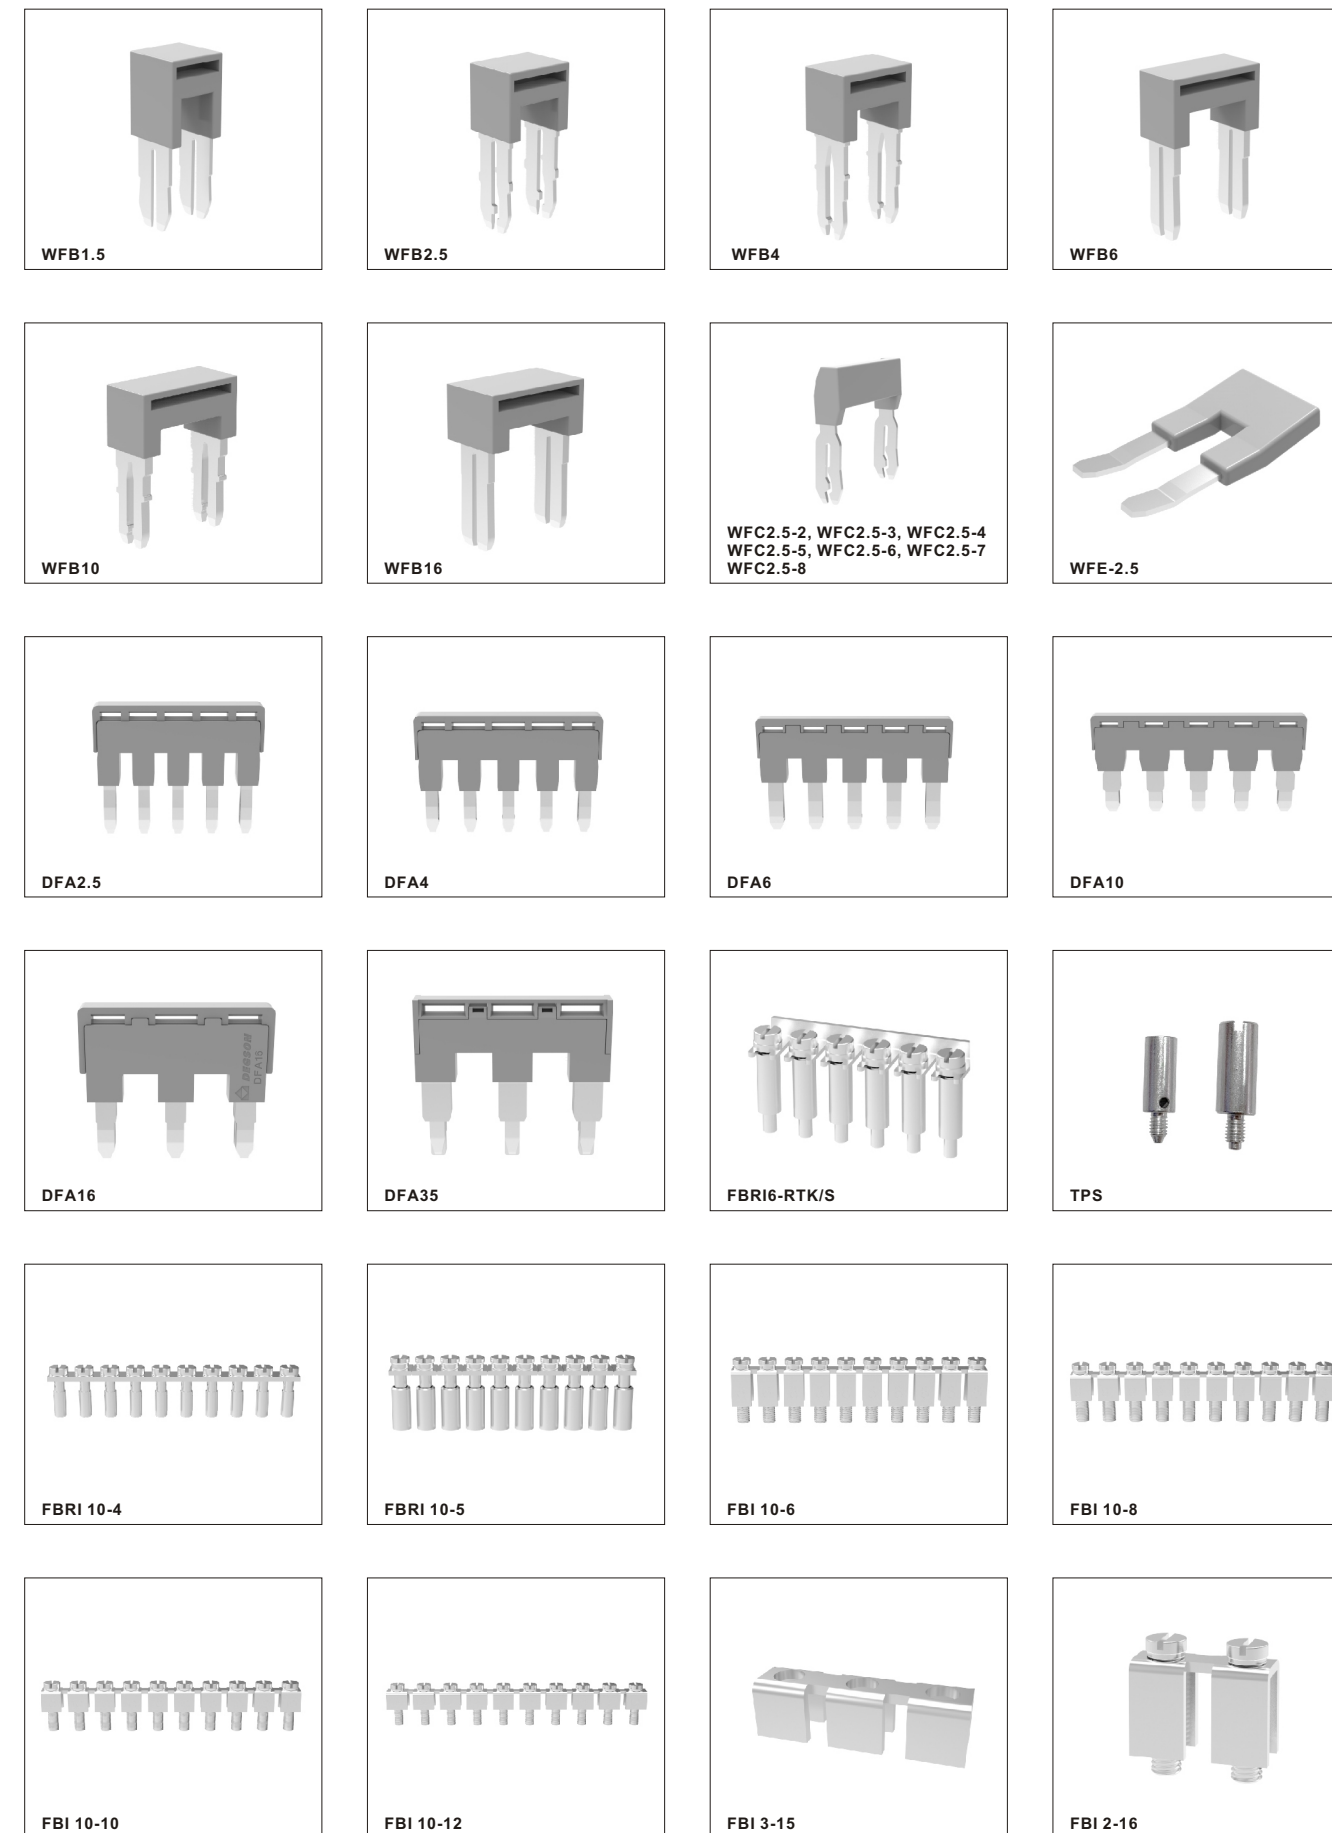 WFB1.5
WFB2.5
WFB4
WFB6
WFB10
WFB16
WFC2.5-2, WFC2.5-3, WFC2.5-4
WFC2.5-5, WFC2.5-6, WFC2.5-7
WFC2.5-8
WFE-2.5
DFA2.5
DFA4
DFA6
DFA10
DEGSON
DFA16
DFA16
DFA35
FBRI6-RTK/S
TPS
FBRI 10-4
FBRI 10-5
FBI 10-6
FBI 10-8
FBI 10-10
FBI 10-12
FBI 3-15
FBI 2-16